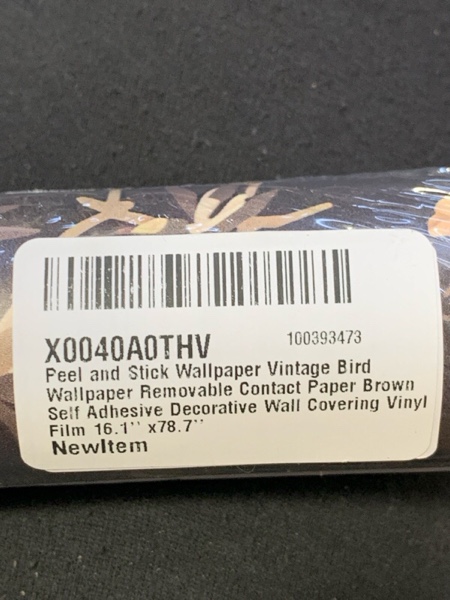 X0040A0THV 100393473
Peel and Stick Wallpaper Vintage Bird
Wallpaper Removable Contact Paper Brown
Self Adhesive Decorative Wall Covering Vinyl
Film 16.1'' x78.7''
NewItem